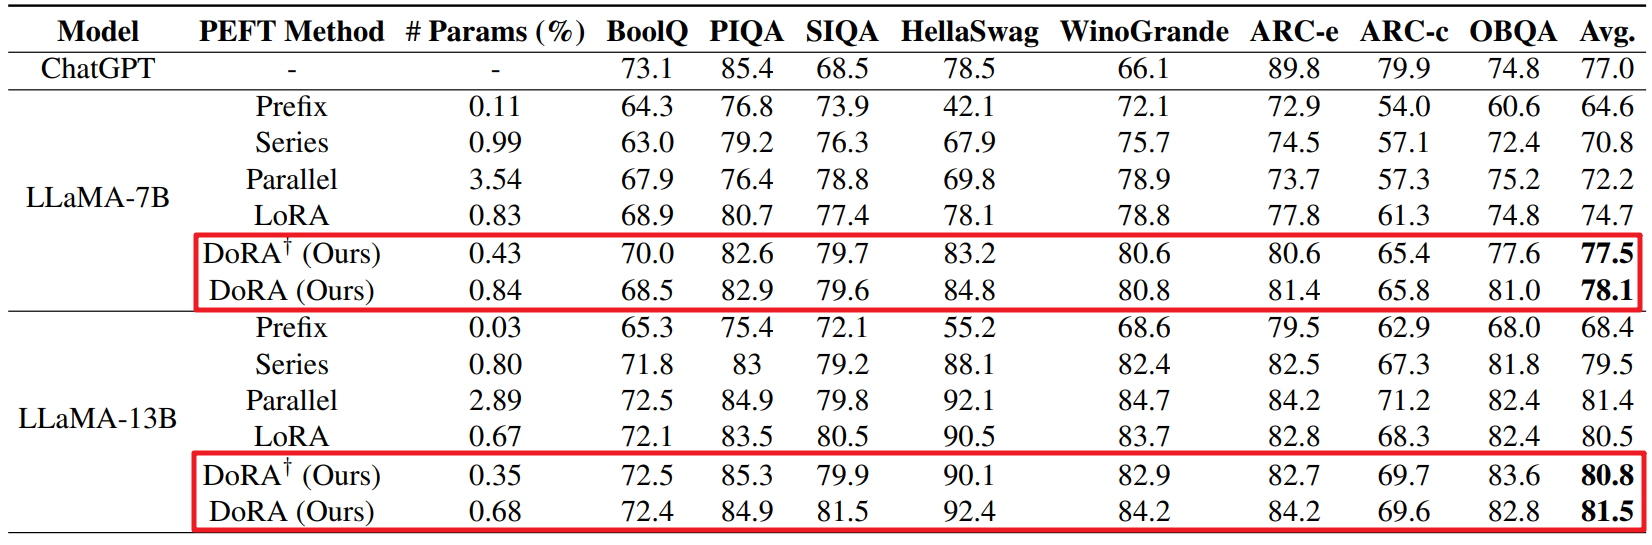 Model PEFT Method # Params (%) BoolQ PIQA SIQA HellaSwag WinoGrande ARC-e ARC-c OBQA Avg.
ChatGPT - - 73.1 85.4 68.5 78.5 66.1 89.8 79.9 74.8 77.0
LLaMA-7B
Prefix 0.11 64.3 76.8 73.9 42.1 72.1 72.9 54.0 60.6 64.6
Series 0.99 63.0 79.2 76.3 67.9 75.7 74.5 57.1 72.4 70.8
Parallel 3.54 67.9 76.4 78.8 69.8 78.9 73.7 57.3 75.2 72.2
LoRA 0.83 68.9 80.7 77.4 78.1 78.8 77.8 61.3 74.8 74.7
DoRA† (Ours) 0.43 70.0 82.6 79.7 83.2 80.6 80.6 65.4 77.6 77.5
DoRA (Ours) 0.84 68.5 82.9 79.6 84.8 80.8 81.4 65.8 81.0 78.1
LLaMA-13B
Prefix 0.03 65.3 75.4 72.1 55.2 68.6 79.5 62.9 68.0 68.4
Series 0.80 71.8 83 79.2 88.1 82.4 82.5 67.3 81.8 79.5
Parallel 2.89 72.5 84.9 79.8 92.1 84.7 84.2 71.2 82.4 81.4
LoRA 0.67 72.1 83.5 80.5 90.5 83.7 82.8 68.3 82.4 80.5
DoRA† (Ours) 0.35 72.5 85.3 79.9 90.1 82.9 82.7 69.7 83.6 80.8
DoRA (Ours) 0.68 72.4 84.9 81.5 92.4 84.2 84.2 69.6 82.8 81.5